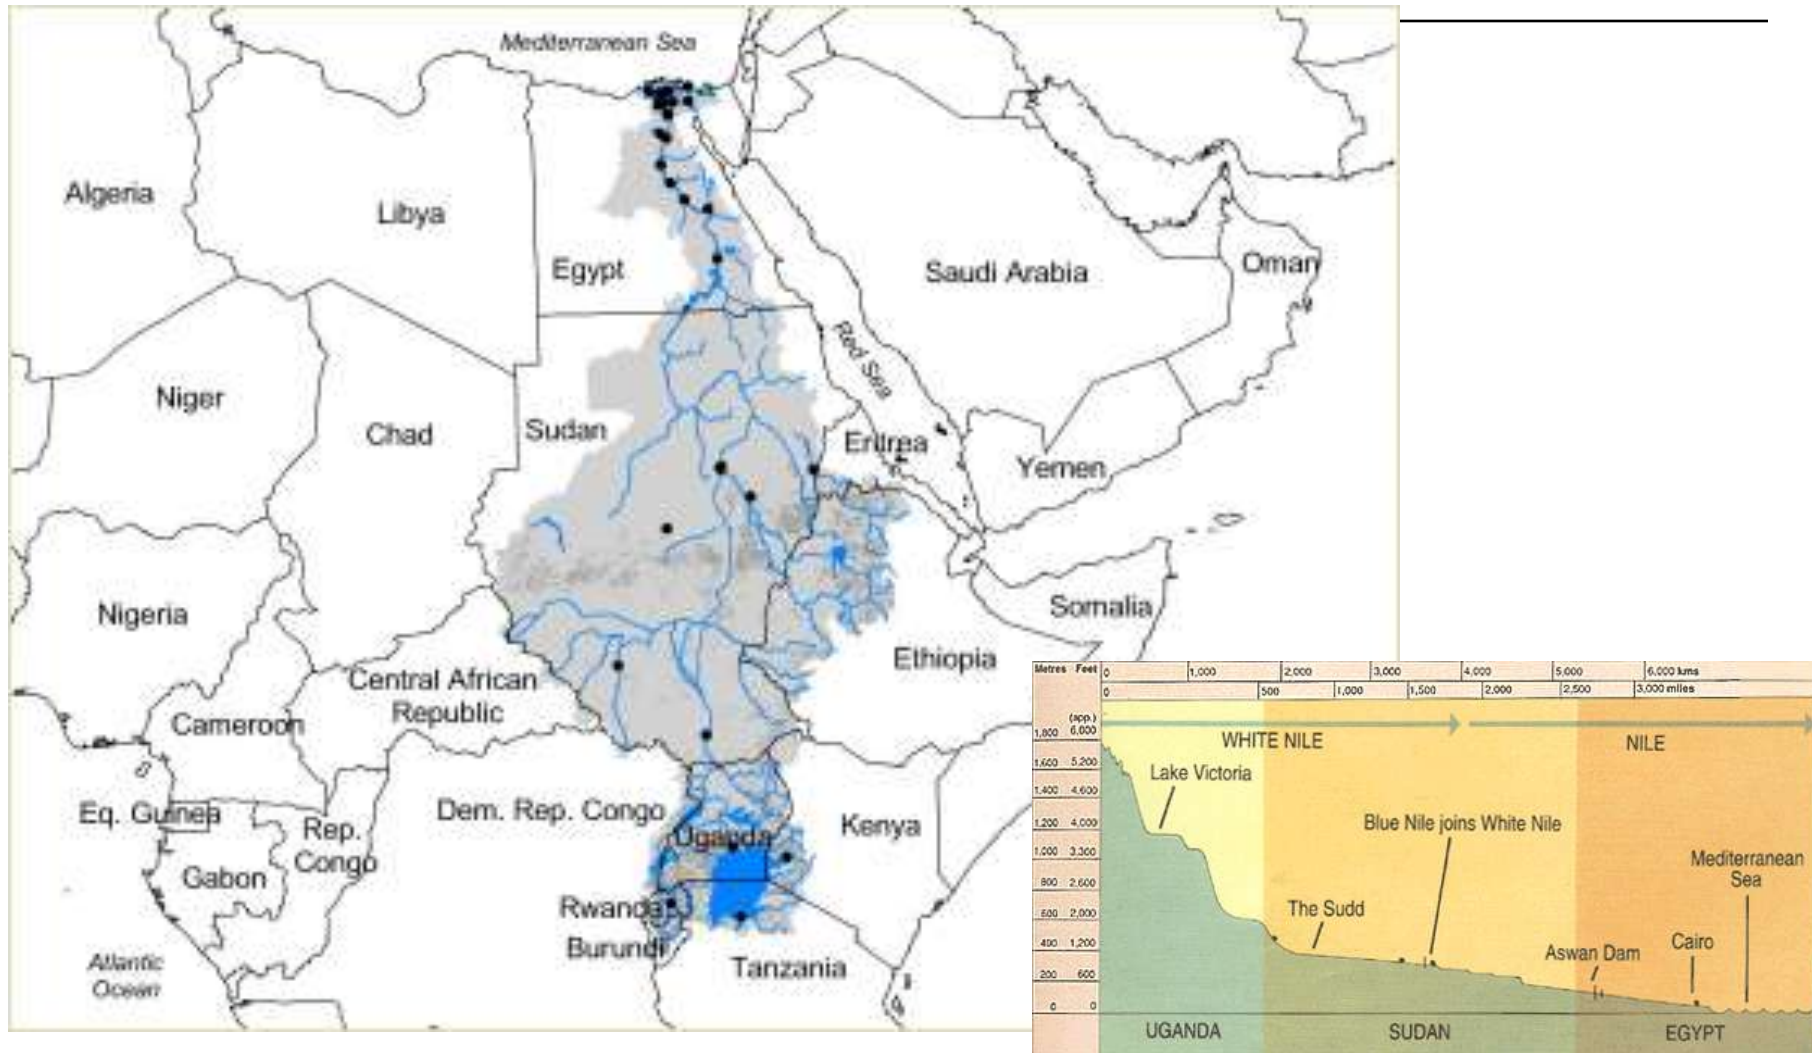 Mediterranean Sea
Algeria
Libya
Egypt
Saudi Arabia
Oman
Red Sea
Niger
Chad
Sudan
Eritrea
Yemen
Nigeria
Somalia
Ethiopia
Central African
Republic
Cameroon
Eq. Guinea
Rep.
Congo
Dem. Rep. Congo
Uganda
Kenya
Gabon
Rwanda
Burundi
Tanzania
Atlantic
Ocean
Metres Feet 0 1,000 2,000 3,000 4,000 5,000 6,000 kms
0 500 1,000 1,500 2,000 2,500 3,000 miles
(app.)
1,800 6,000
1,600 5,200
1,400 4,600
1,200 4,000
1,000 3,300
800 2,600
600 2,000
400 1,200
200 600
0 0
WHITE NILE
NILE
Lake Victoria
Blue Nile joins White Nile
Mediterranean
Sea
The Sudd
Aswan Dam
Cairo
UGANDA
SUDAN
EGYPT